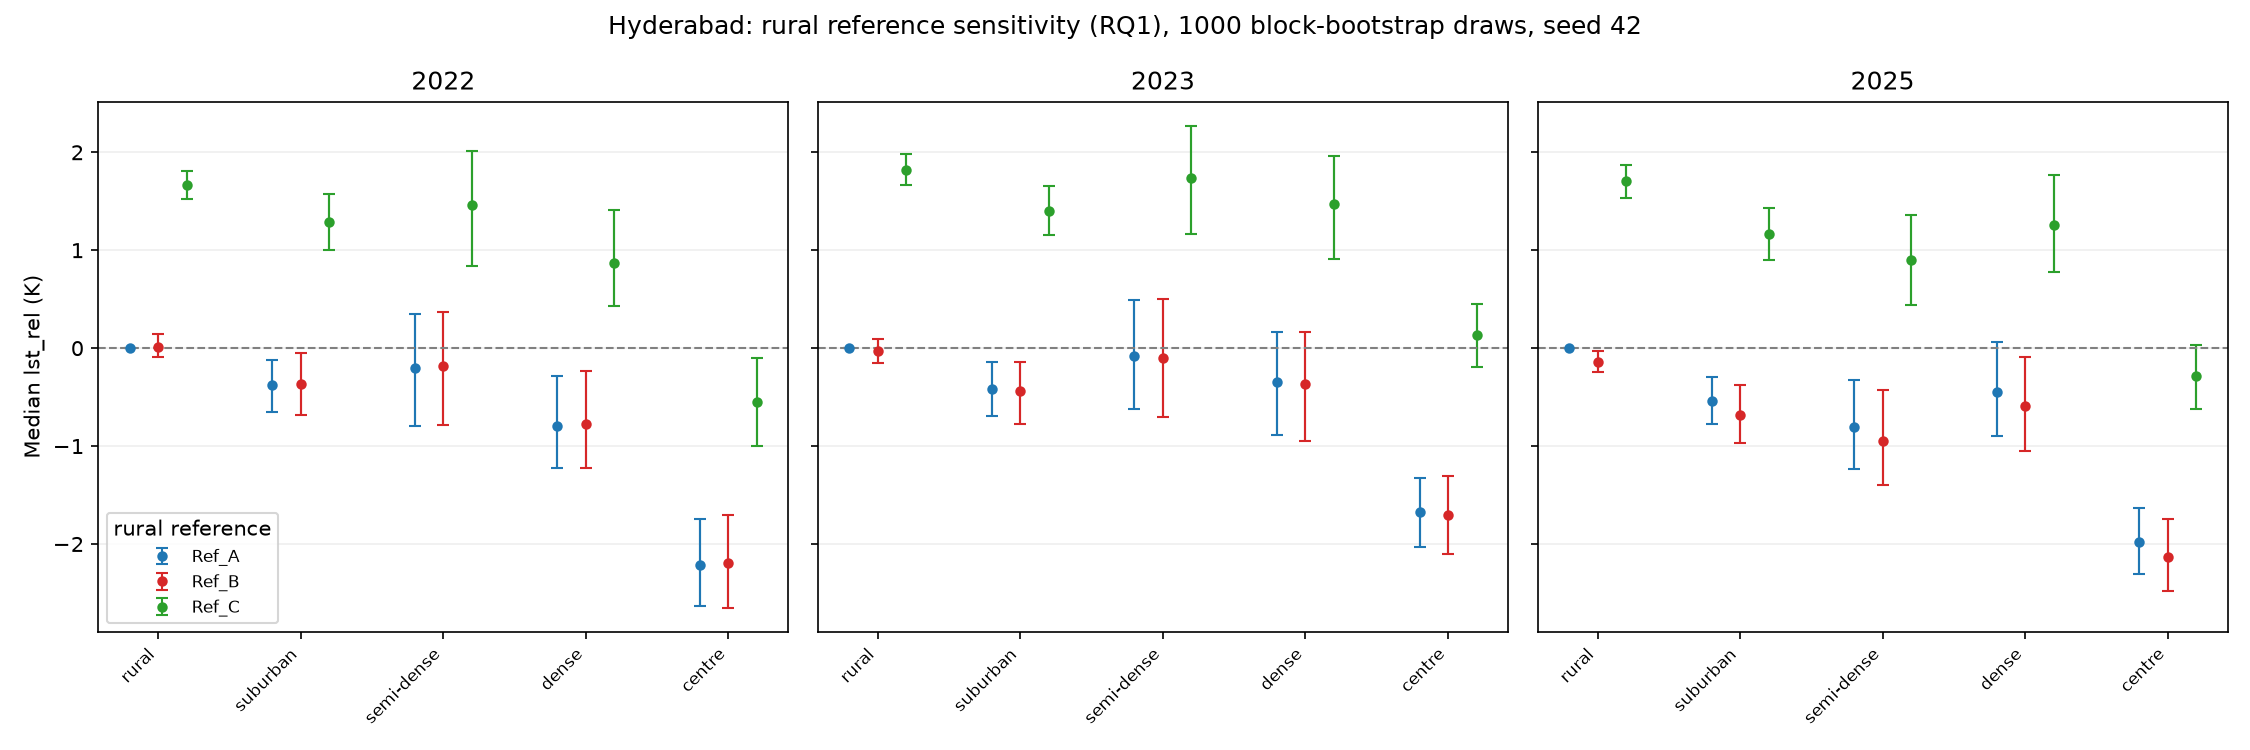 Hyderabad: rural reference sensitivity (RQ1), 1000 block-bootstrap draws, seed 42
2022
2023
2025
Median lst_rel (K)
2
1
0
−1
−2
rural reference
Ref_A
Ref_B
Ref_C
rural
suburban
semi-dense
dense
centre
rural
suburban
semi-dense
dense
centre
rural
suburban
semi-dense
dense
centre